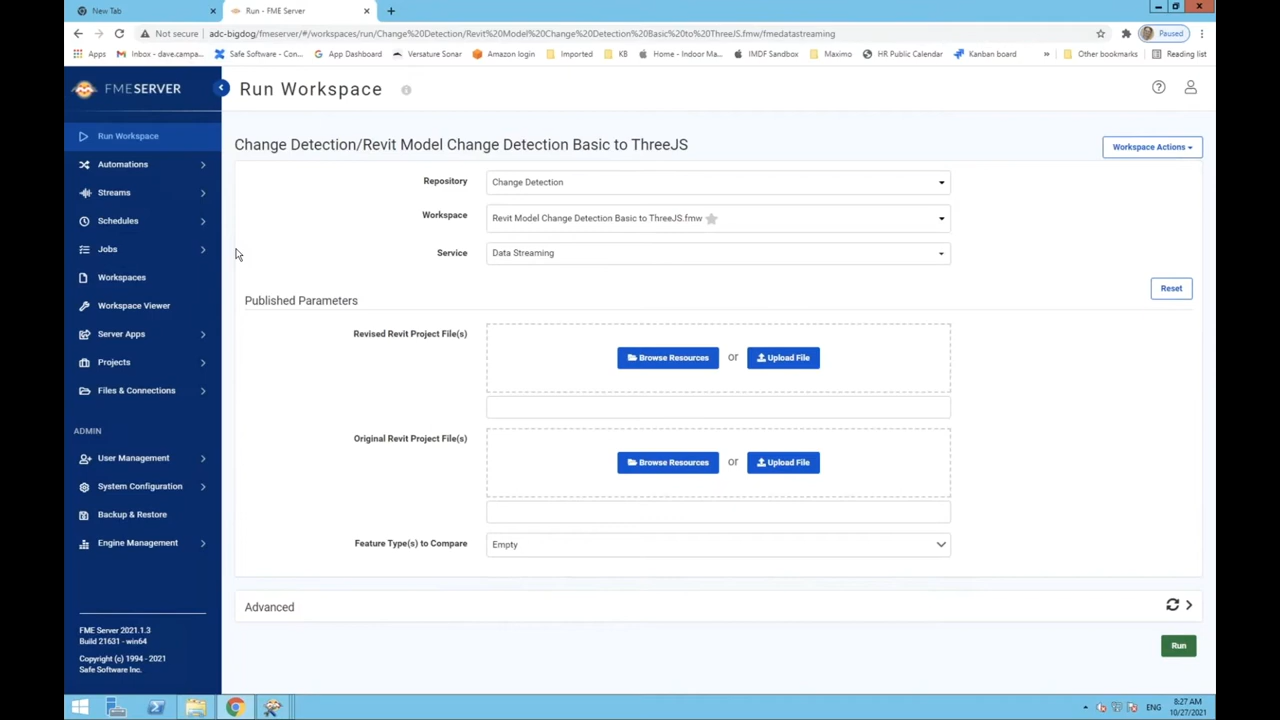 New Tab
Run - FME Server
Not secure
adc-bigdog/fmeserver/#/workspaces/run/Change%20Detection/Revit%20Model%20Change%20Detection%20Basic%20to%20ThreeJS.fmw/fmedatastreaming
Paused
Apps
Inbox - dave.campa...
Safe Software - Con...
App Dashboard
Versature Sonar
Amazon login
Imported
KB
Home - Indoor Ma...
IMDF Sandbox
Maximo
HR Public Calendar
Kanban board
»
Other bookmarks
Reading list
FMESERVER
Run Workspace
Run Workspace
Automations
Streams
Schedules
Jobs
Workspaces
Workspace Viewer
Server Apps
Projects
Files & Connections
ADMIN
User Management
System Configuration
Backup & Restore
Engine Management
FME Server 2021.1.3
Build 21631 - win64
Copyright (c) 1994 - 2021
Safe Software Inc.
Change Detection/Revit Model Change Detection Basic to ThreeJS
Workspace Actions
Repository
Change Detection
Workspace
Revit Model Change Detection Basic to ThreeJS.fmw
Service
Data Streaming
Reset
Published Parameters
Revised Revit Project File(s)
Browse Resources or Upload File
Original Revit Project File(s)
Browse Resources or Upload File
Feature Type(s) to Compare
Empty
Advanced
Run
ENG
8:27 AM
10/27/2021